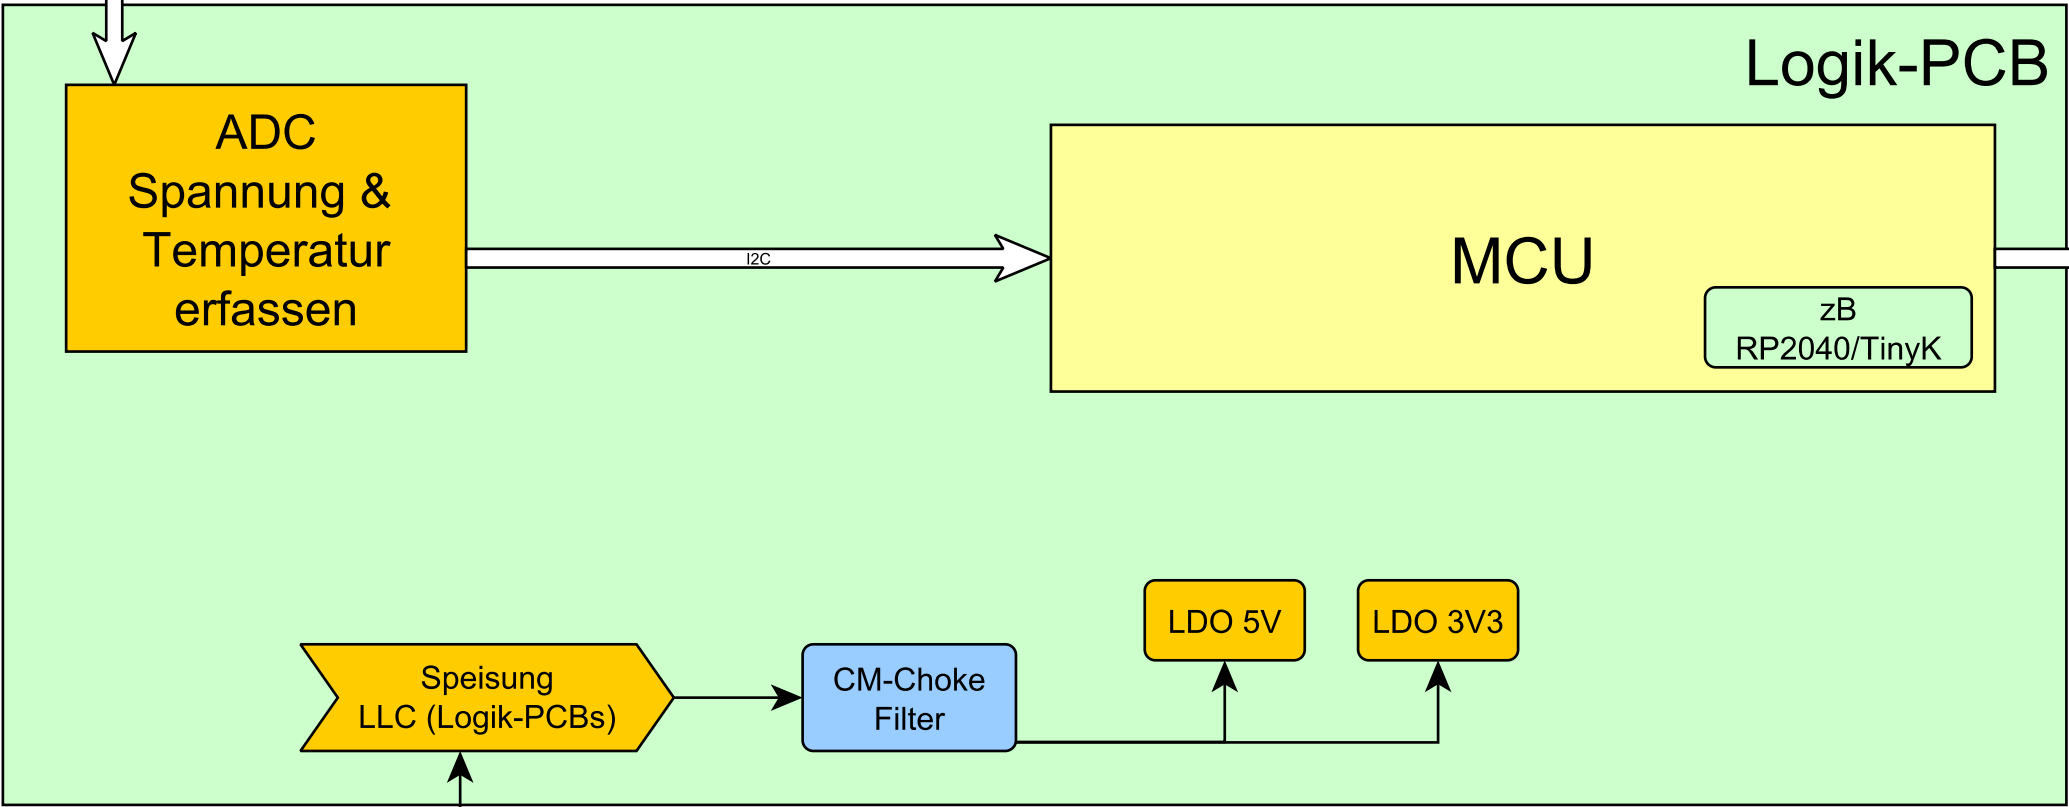 Logik-PCB
ADC
Spannung &
Temperatur
erfassen
I2C
MCU
zB
RP2040/TinyK
LDO 5V
LDO 3V3
Speisung
LLC (Logik-PCBs)
CM-Choke
Filter